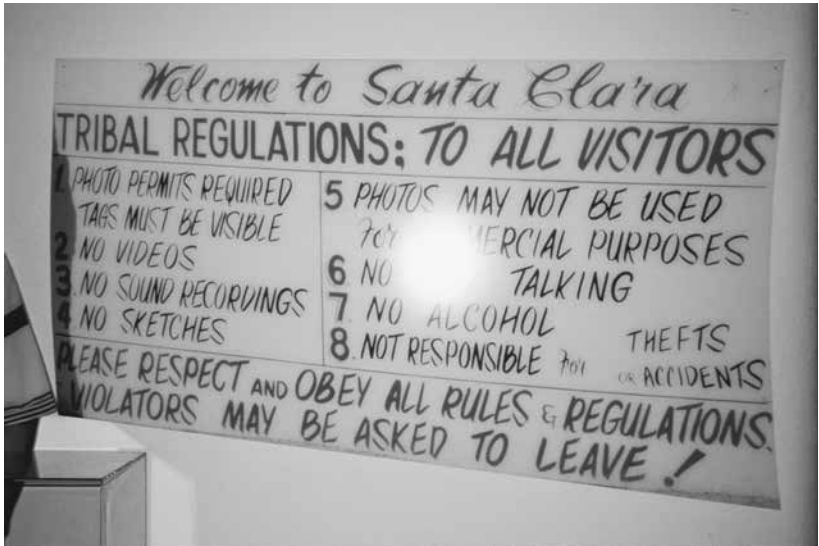 Welcome to Santa Clara
TRIBAL REGULATIONS: TO ALL VISITORS
1. PHOTO PERMITS REQUIRED
TAGS MUST BE VISIBLE
2. NO VIDEOS
3. NO SOUND RECORDINGS
4. NO SKETCHES
5 PHOTOS MAY NOT BE USED
for PURPOSES
6 NO TALKING
7. NO ALCOHOL
8. NOT RESPONSIBLE for THEFTS
OR ACCIDENTS
PLEASE RESPECT AND OBEY ALL RULES & REGULATIONS.
VIOLATORS MAY BE ASKED TO LEAVE!